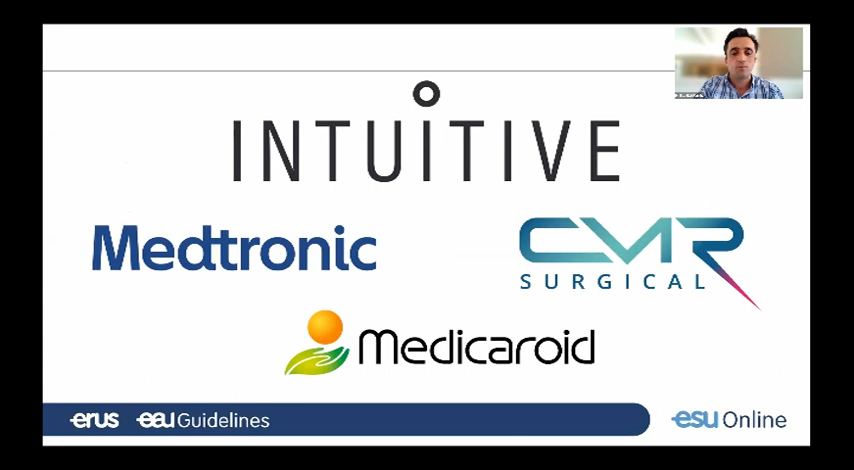 INTUITIVE
Medtronic
CMR
SURGICAL
Medicaroid
erus eau Guidelines
esu Online